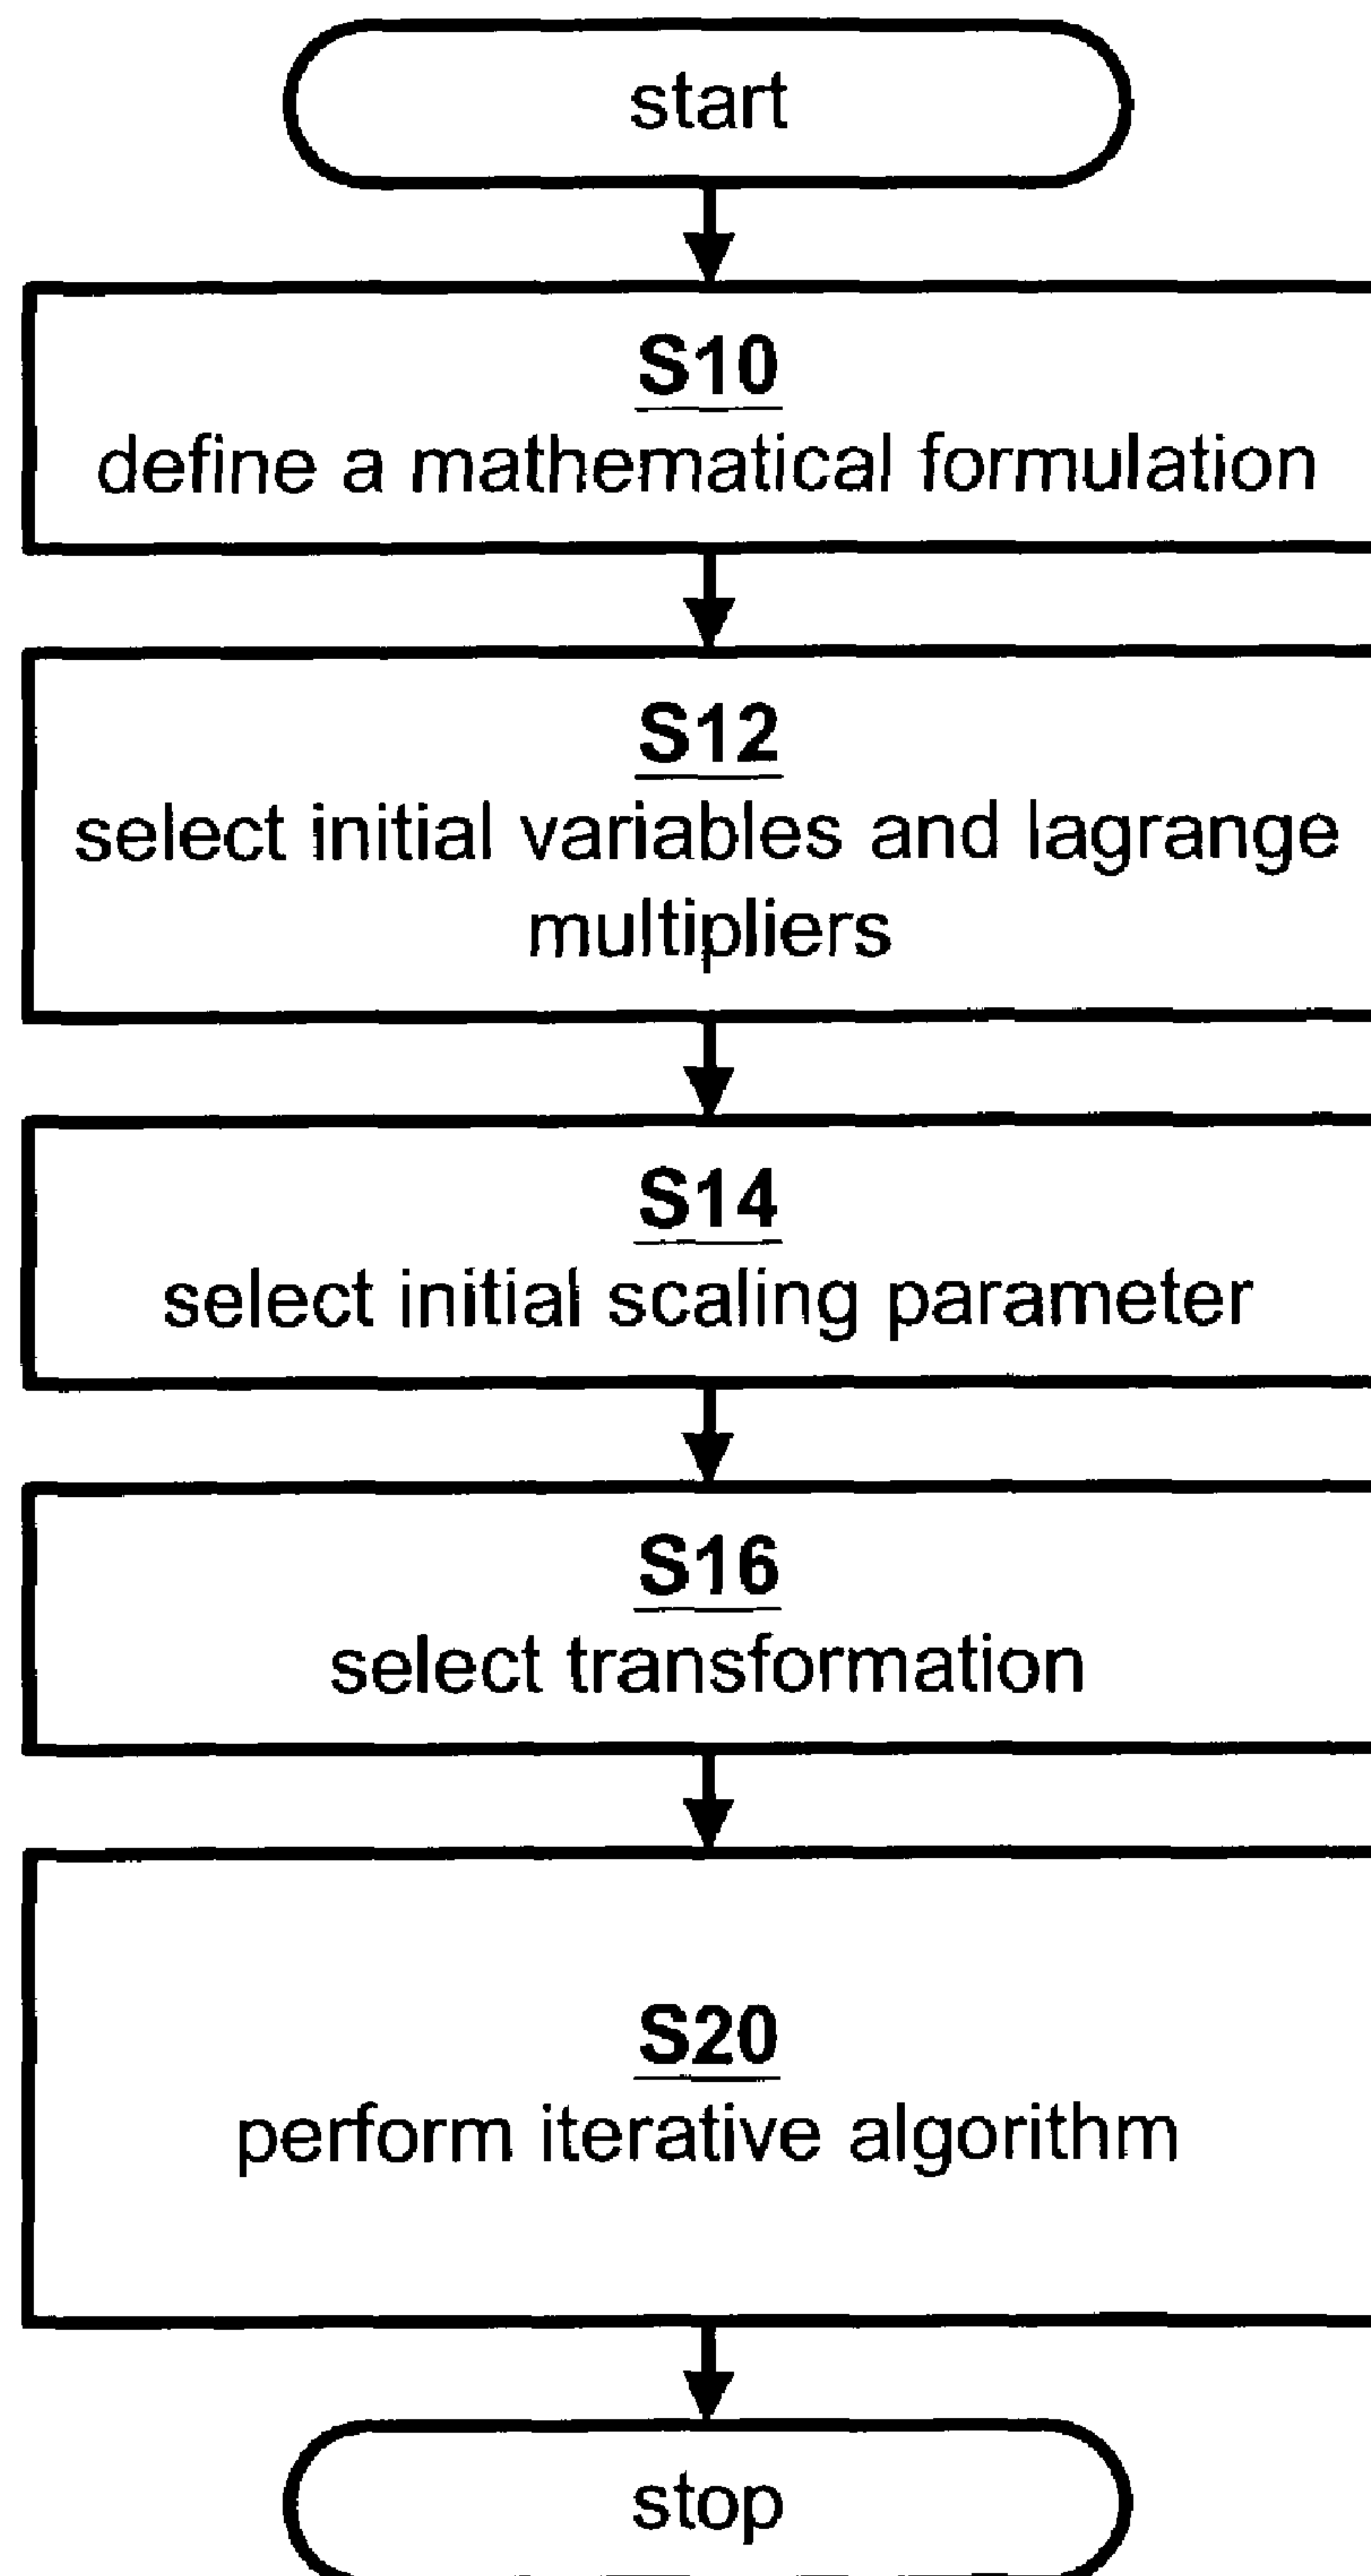 start
S10
define a mathematical formulation
S12
select initial variables and lagrange
multipliers
S14
select initial scaling parameter
S16
select transformation
S20
perform iterative algorithm
stop